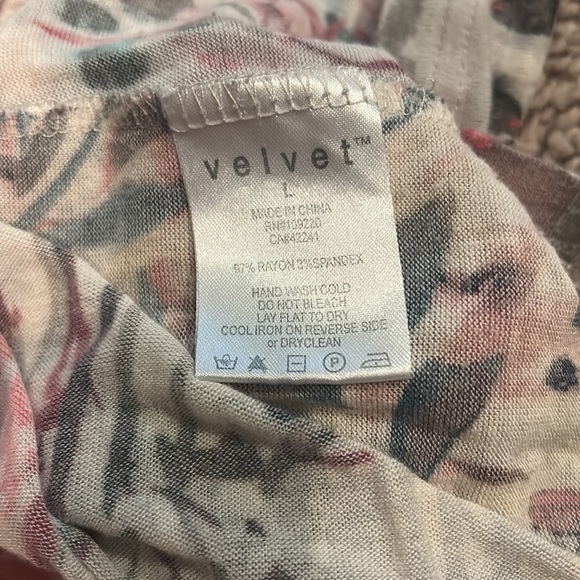 velvet™
L
MADE IN CHINA
RN#139220
CA#42241
97% RAYON 3%SPANDEX
HAND WASH COLD
DO NOT BLEACH
LAY FLAT TO DRY
COOL IRON ON REVERSE SIDE
or DRYCLEAN
P